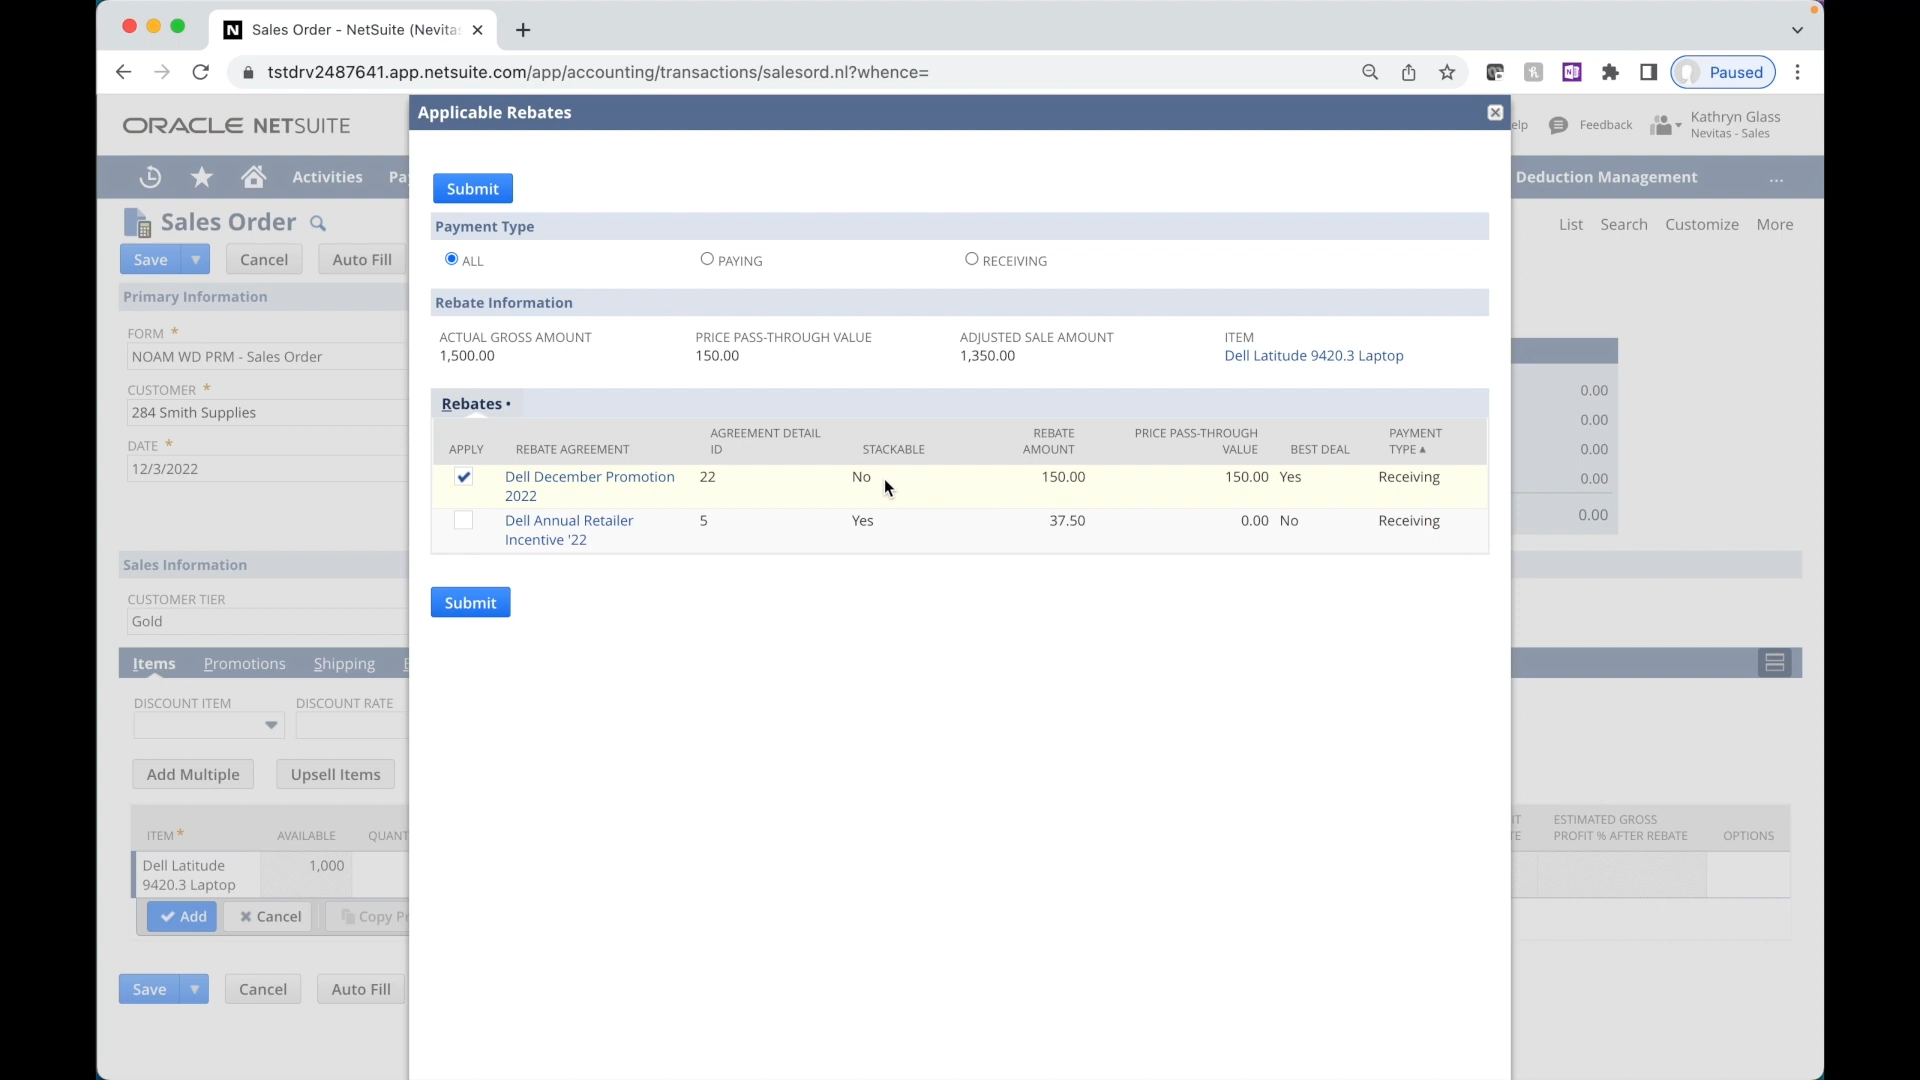 Sales Order - NetSuite (Nevitas
tstdrv2487641.app.netsuite.com/app/accounting/transactions/salesord.nl?whence=
Paused
ORACLE NETSUITE
Applicable Rebates
elp
Feedback
Kathryn Glass
Nevitas - Sales
Activities
Deduction Management
...
Sales Order
List
Search
Customize
More
Save
Cancel
Auto Fill
Primary Information
FORM *
NOAM WD PRM - Sales Order
CUSTOMER *
284 Smith Supplies
DATE *
12/3/2022
Sales Information
CUSTOMER TIER
Gold
Items
Promotions
Shipping
DISCOUNT ITEM
DISCOUNT RATE
Add Multiple
Upsell Items
ITEM *
AVAILABLE
QUANT
Dell Latitude
9420.3 Laptop
1,000
Add
Cancel
Copy Pr
Save
Cancel
Auto Fill
Submit
Payment Type
ALL
PAYING
RECEIVING
Rebate Information
ACTUAL GROSS AMOUNT
1,500.00
PRICE PASS-THROUGH VALUE
150.00
ADJUSTED SALE AMOUNT
1,350.00
ITEM
Dell Latitude 9420.3 Laptop
Rebates •
APPLY
REBATE AGREEMENT
AGREEMENT DETAIL
ID
STACKABLE
REBATE
AMOUNT
PRICE PASS-THROUGH
VALUE
BEST DEAL
PAYMENT
TYPE ▲
Dell December Promotion
2022
22
No
150.00
150.00
Yes
Receiving
Dell Annual Retailer
Incentive '22
5
Yes
37.50
0.00
No
Receiving
Submit
0.00
0.00
0.00
0.00
0.00
ESTIMATED GROSS
PROFIT % AFTER REBATE
OPTIONS